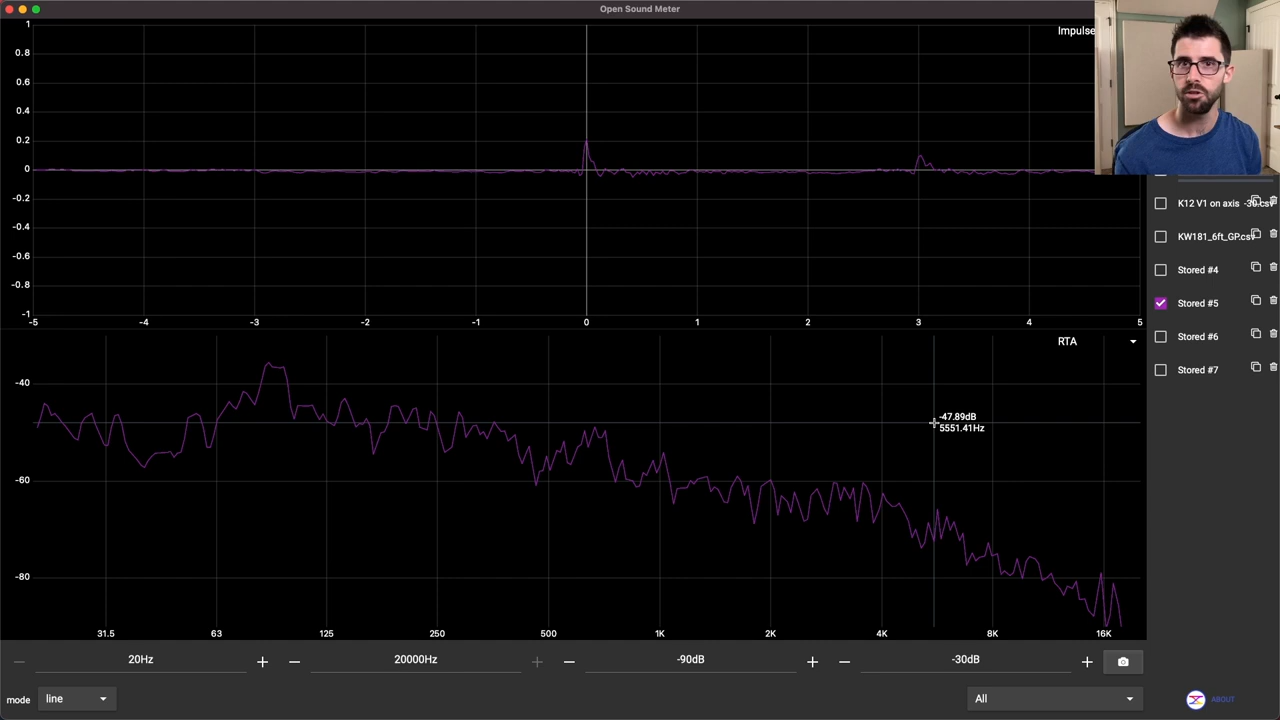 Open Sound Meter
Impulse
1
0.8
0.6
0.4
0.2
0
-0.2
-0.4
-0.6
-0.8
-1
-5 -4 -3 -2 -1 0 1 2 3 4 5
K12 V1 on axis -30.csv
KW181_6ft_GP.csv
Stored #4
Stored #5
Stored #6
Stored #7
RTA
-40
-60
-80
-47.89dB
5551.41Hz
31.5 63 125 250 500 1K 2K 4K 8K 16K
20Hz 20000Hz -90dB -30dB
mode line All ABOUT